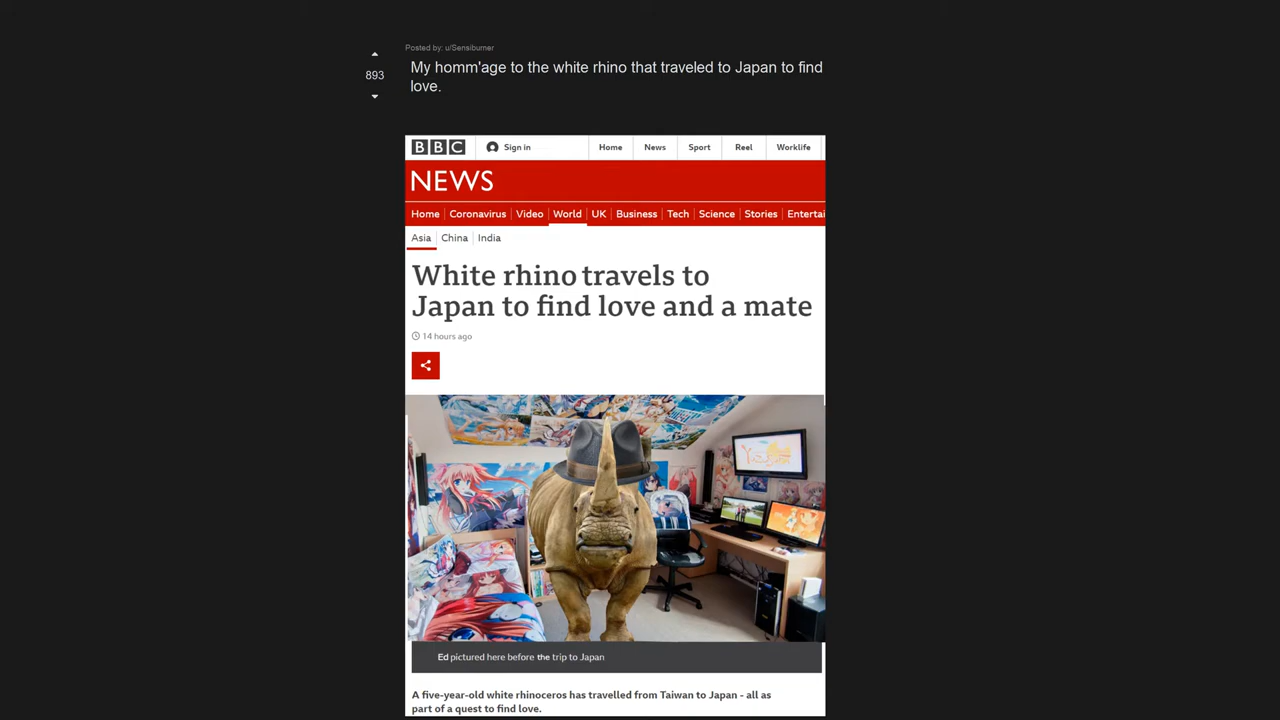 Posted by: u/Sensiburner
893
My homm'age to the white rhino that traveled to Japan to find
love.
BBC Sign in Home News Sport Reel Worklife
NEWS
Home Coronavirus Video World UK Business Tech Science Stories Entertai
Asia China India
White rhino travels to
Japan to find love and a mate
14 hours ago
Ed pictured here before the trip to Japan
A five-year-old white rhinoceros has travelled from Taiwan to Japan - all as
part of a quest to find love.